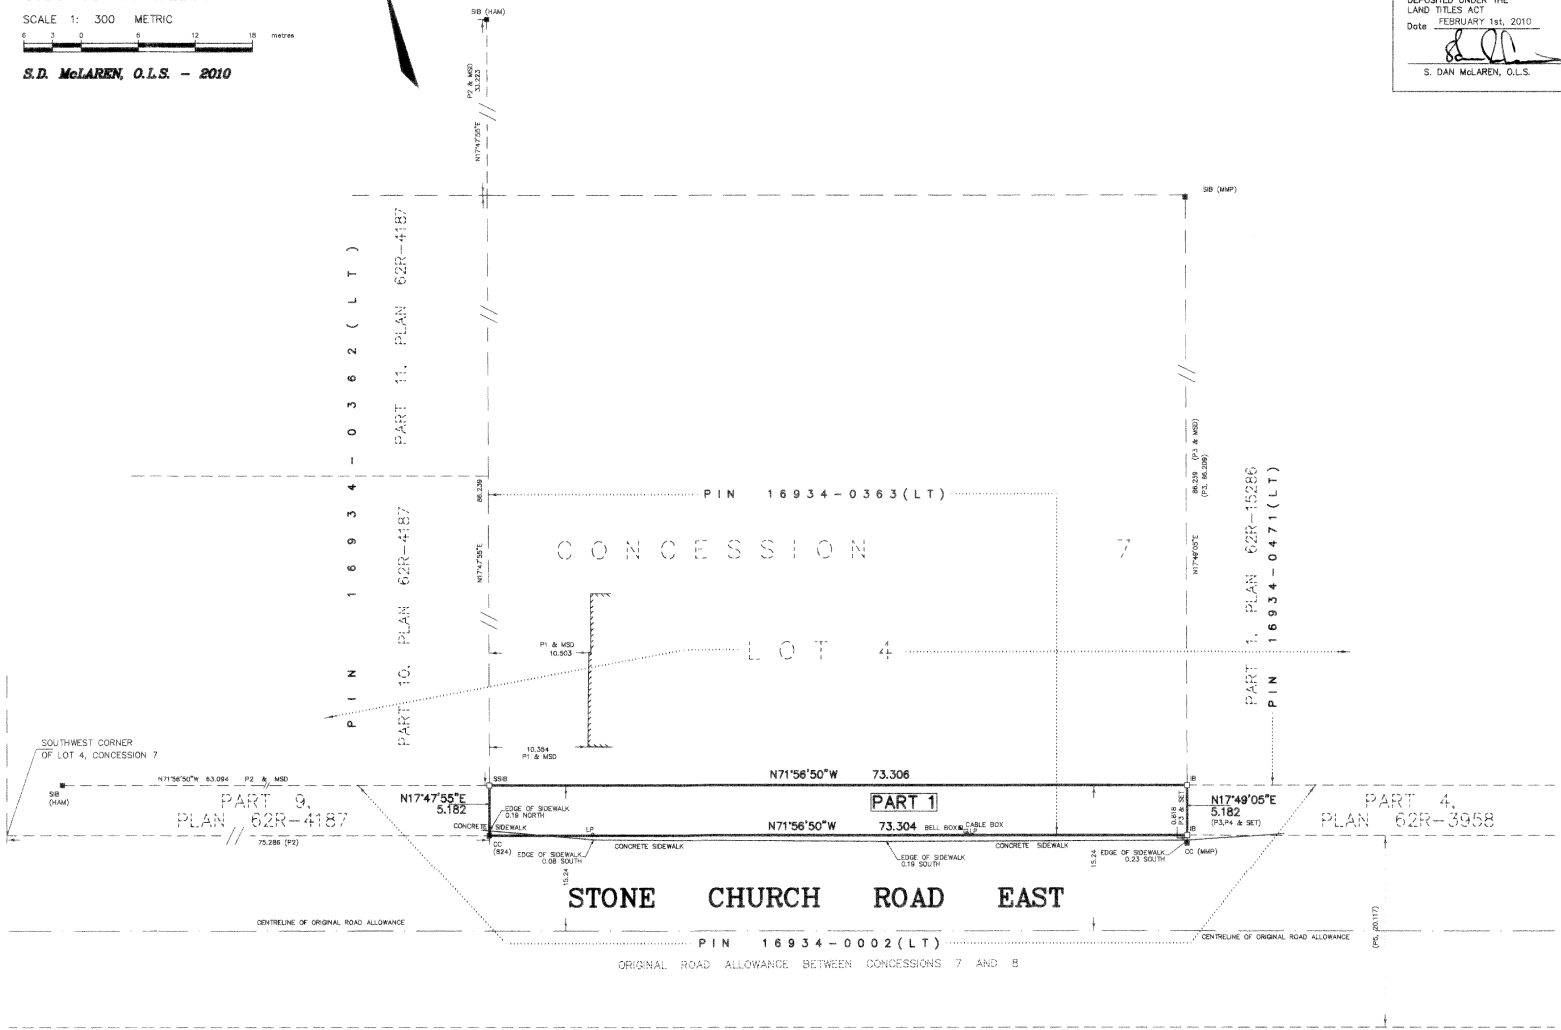 SCALE 1: 300 METRIC
6 3 0 6 12 18 metres
S.D. McLAREN, O.L.S. - 2010
LAND TITLES ACT
Date FEBRUARY 1st, 2010
S. DAN McLAREN, O.L.S.
SIB (HAM)
P2 & MSD
33.223
N17°47'55"E
SIB (MMP)
PIN 16934-0362(LT)
PART 11, PLAN 62R-4187
PART 10, PLAN 62R-4187
86.239
N17°47'55"E
PIN 16934-0363(LT)
CONCESSION 7
LOT 4
86.239 (P3 & MSD)
(P3, 86.209)
N17°49'05"E
PART 1, PLAN 62R-15286
PIN 16934-0471(LT)
P1 & MSD
10.503
10.364
P1 & MSD
SOUTHWEST CORNER
OF LOT 4, CONCESSION 7
SIB
(HAM)
N71°56'50"W 63.094 P2 & MSD
PART 9,
PLAN 62R-4187
75.286 (P2)
SSIB
N17°47'55"E
5.182
EDGE OF SIDEWALK
0.19 NORTH
CONCRETE SIDEWALK
CC
(824)
EDGE OF SIDEWALK
0.08 SOUTH
LP
CONCRETE SIDEWALK
N71°56'50"W 73.306
PART 1
N71°56'50"W 73.304
BELL BOX
CABLE BOX
LP
EDGE OF SIDEWALK
0.19 SOUTH
CONCRETE SIDEWALK
0.818
P3 & SET
IB
N17°49'05"E
5.182
(P3,P4 & SET)
IB
CC (MMP)
EDGE OF SIDEWALK
0.23 SOUTH
PART 4,
PLAN 62R-3958
15.24
15.24
STONE CHURCH ROAD EAST
CENTRELINE OF ORIGINAL ROAD ALLOWANCE
CENTRELINE OF ORIGINAL ROAD ALLOWANCE
(P5, 20.117)
PIN 16934-0002(LT)
ORIGINAL ROAD ALLOWANCE BETWEEN CONCESSIONS 7 AND 8